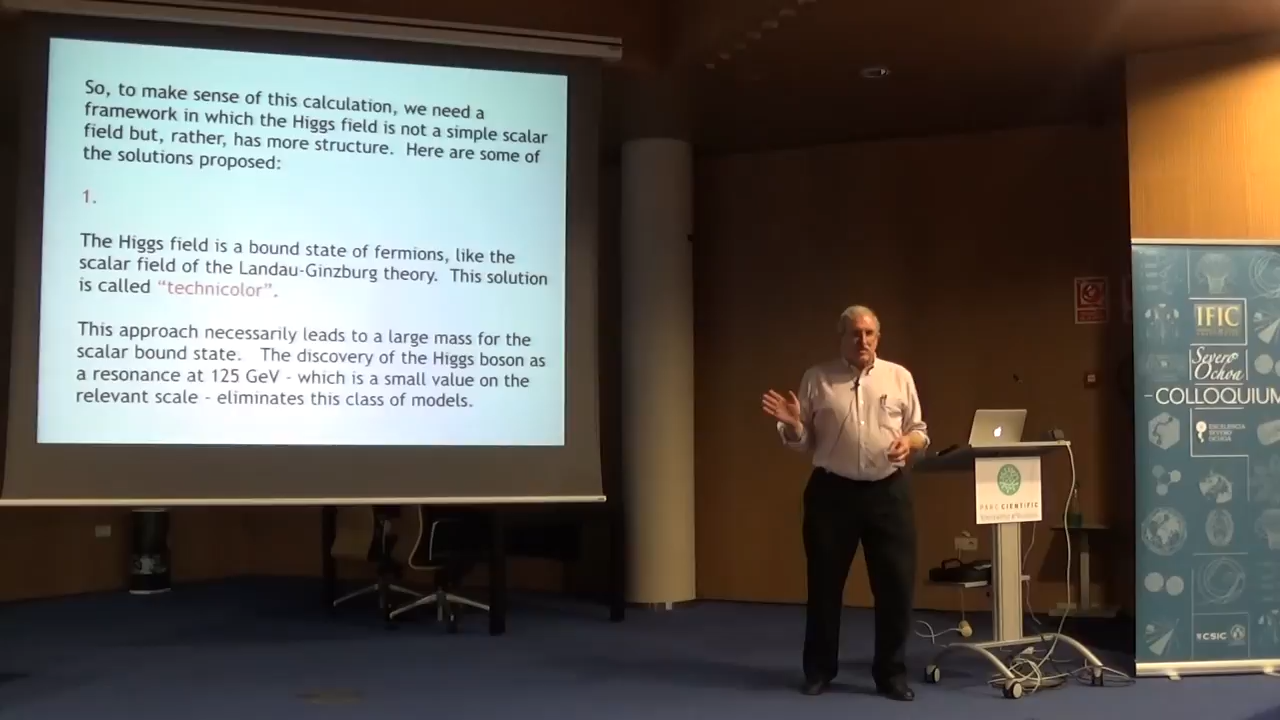 So, to make sense of this calculation, we need a
framework in which the Higgs field is not a simple scalar
field but, rather, has more structure. Here are some of
the solutions proposed:
1.
The Higgs field is a bound state of fermions, like the
scalar field of the Landau-Ginzburg theory. This solution
is called “technicolor”.
This approach necessarily leads to a large mass for the
scalar bound state. The discovery of the Higgs boson as
a resonance at 125 GeV - which is a small value on the
relevant scale - eliminates this class of models.
PARC CIENTÍFIC
IFIC
Severo
Ochoa
COLLOQUIUM
EXCELENCIA
SEVERO
OCHOA
CSIC